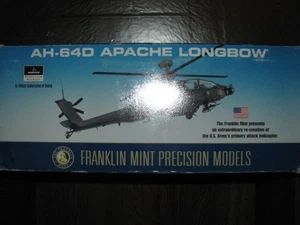 AH-64D APACHE LONGBOW
The Franklin Mint presents
an extraordinary re-creation of
the U.S. Army's primary attack helicopter.
FRANKLIN MINT PRECISION MODELS